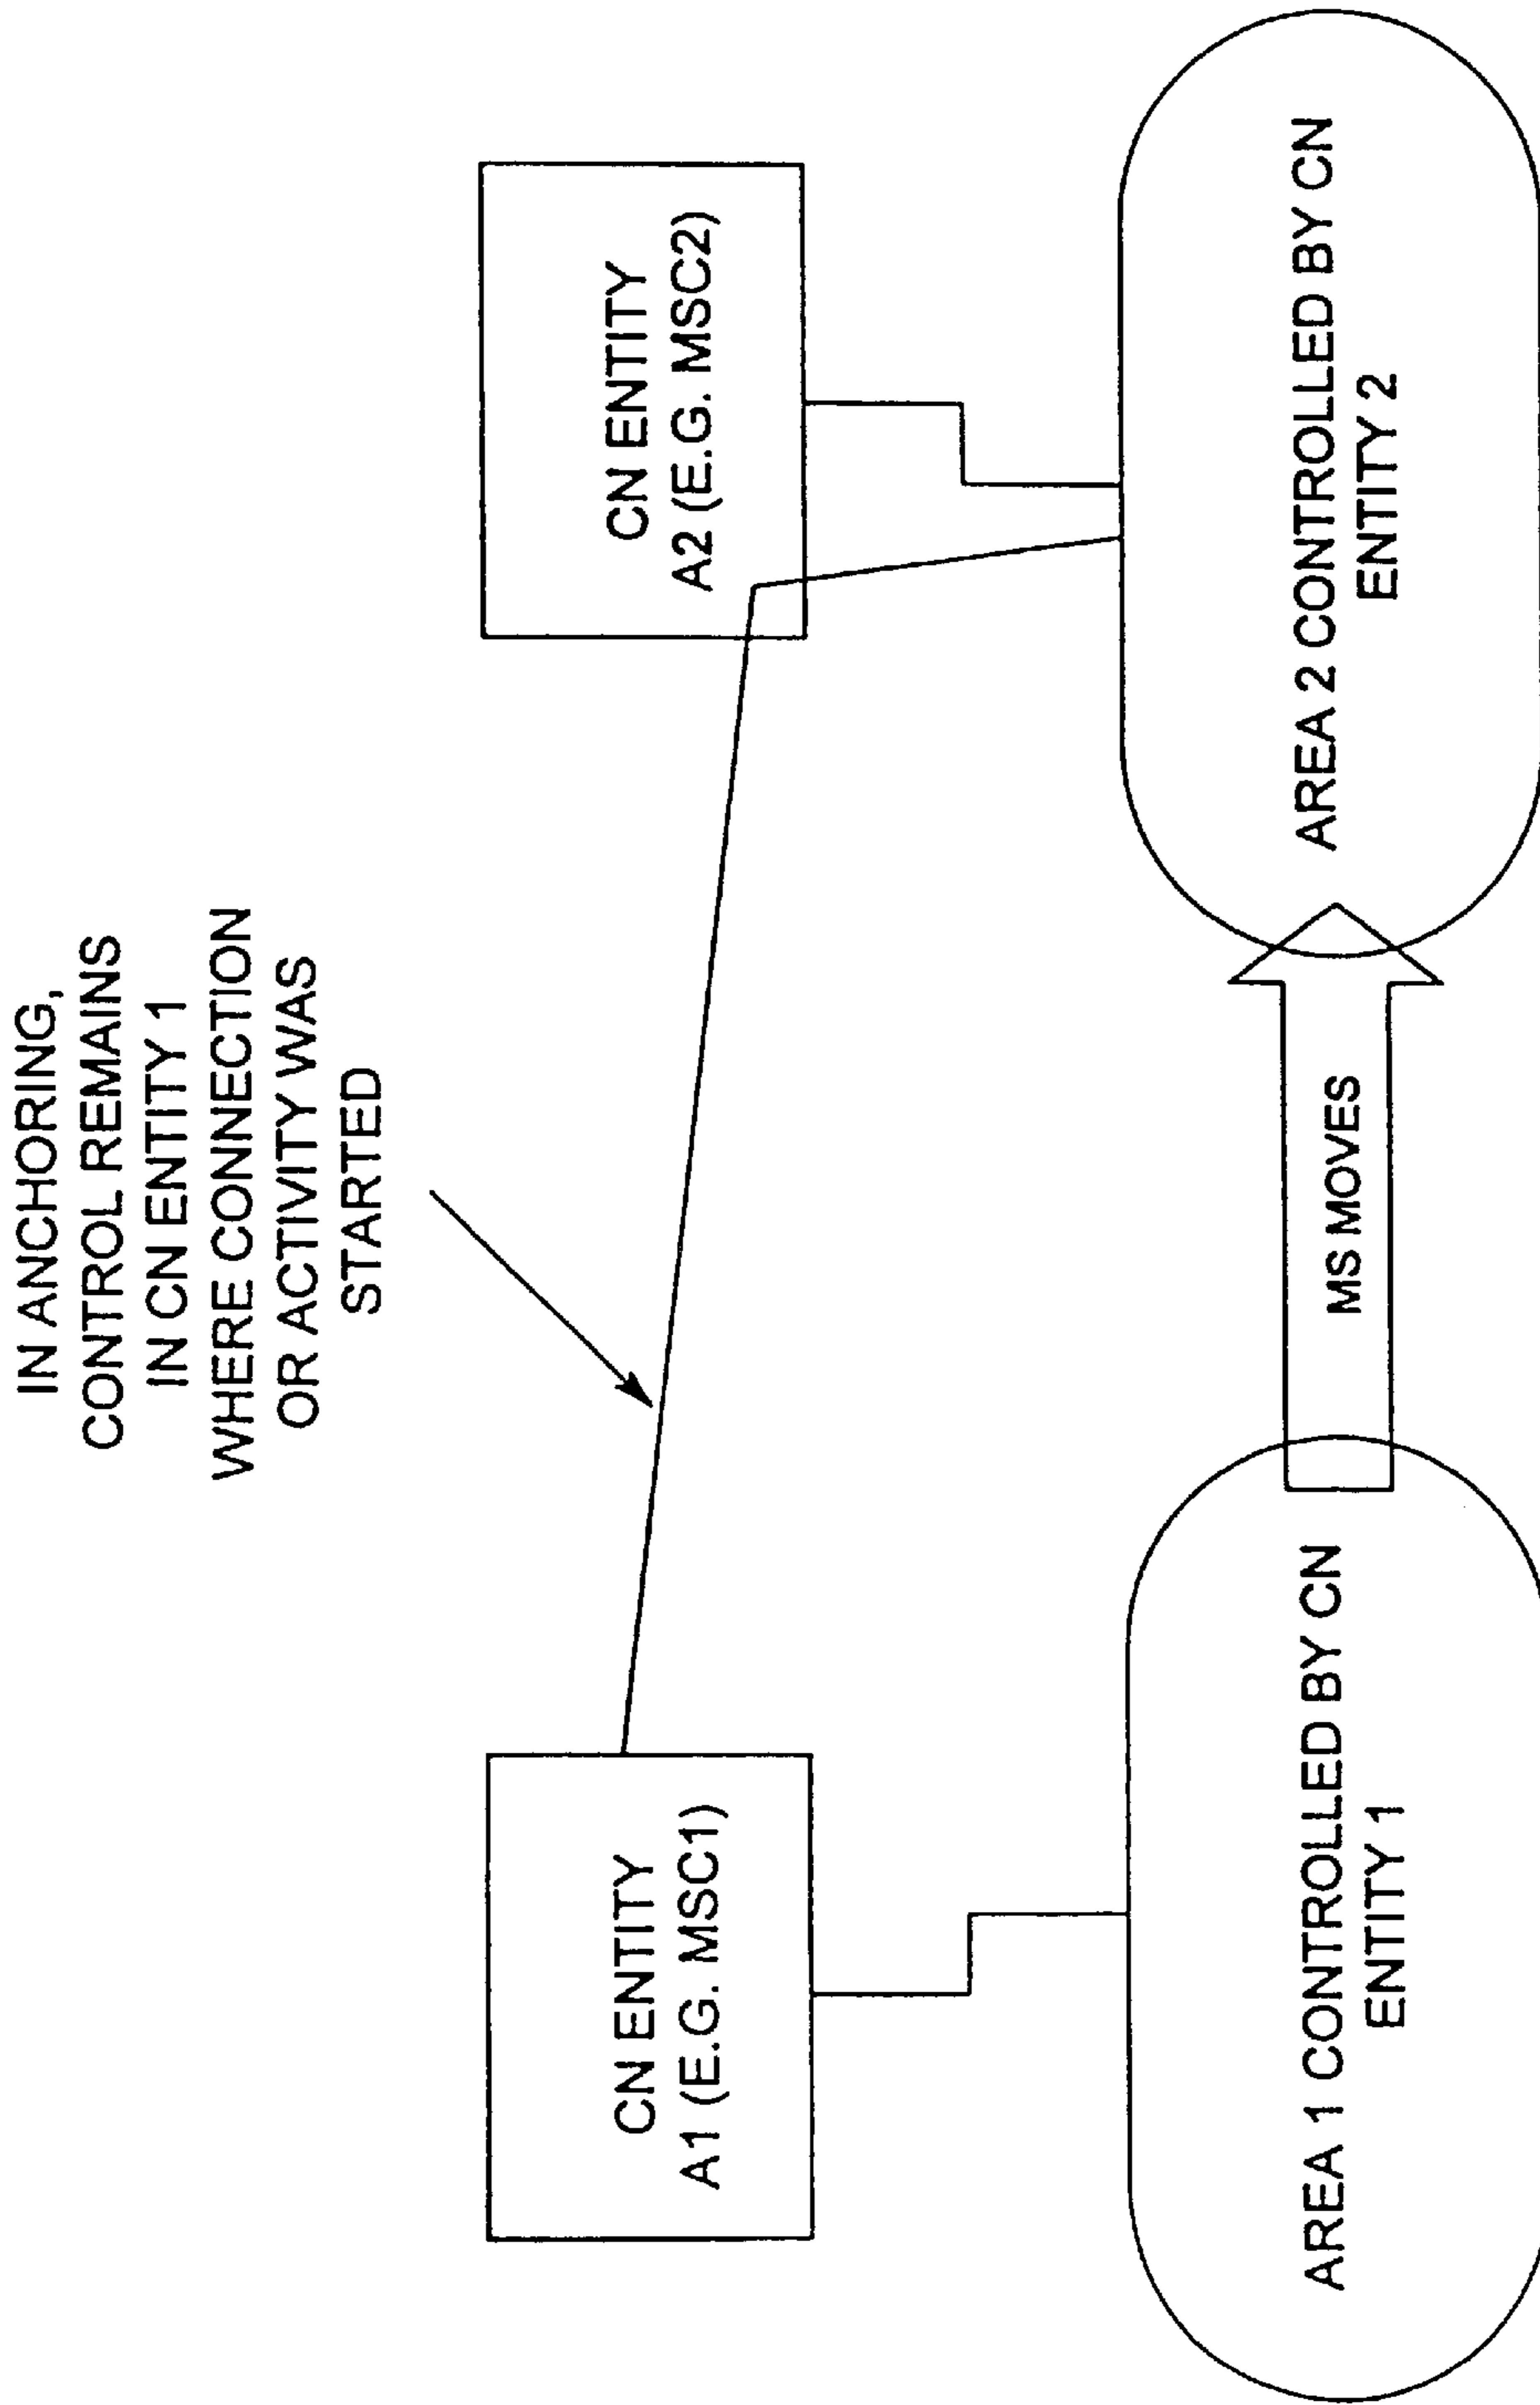 IN ANCHORING,
CONTROL REMAINS
IN CN ENTITY 1
WHERE CONNECTION
OR ACTIVITY WAS
STARTED
CN ENTITY
A1 (E.G. MSC1)
CN ENTITY
A2 (E.G. MSC2)
AREA 1 CONTROLLED BY CN
ENTITY 1
MS MOVES
AREA 2 CONTROLLED BY CN
ENTITY 2